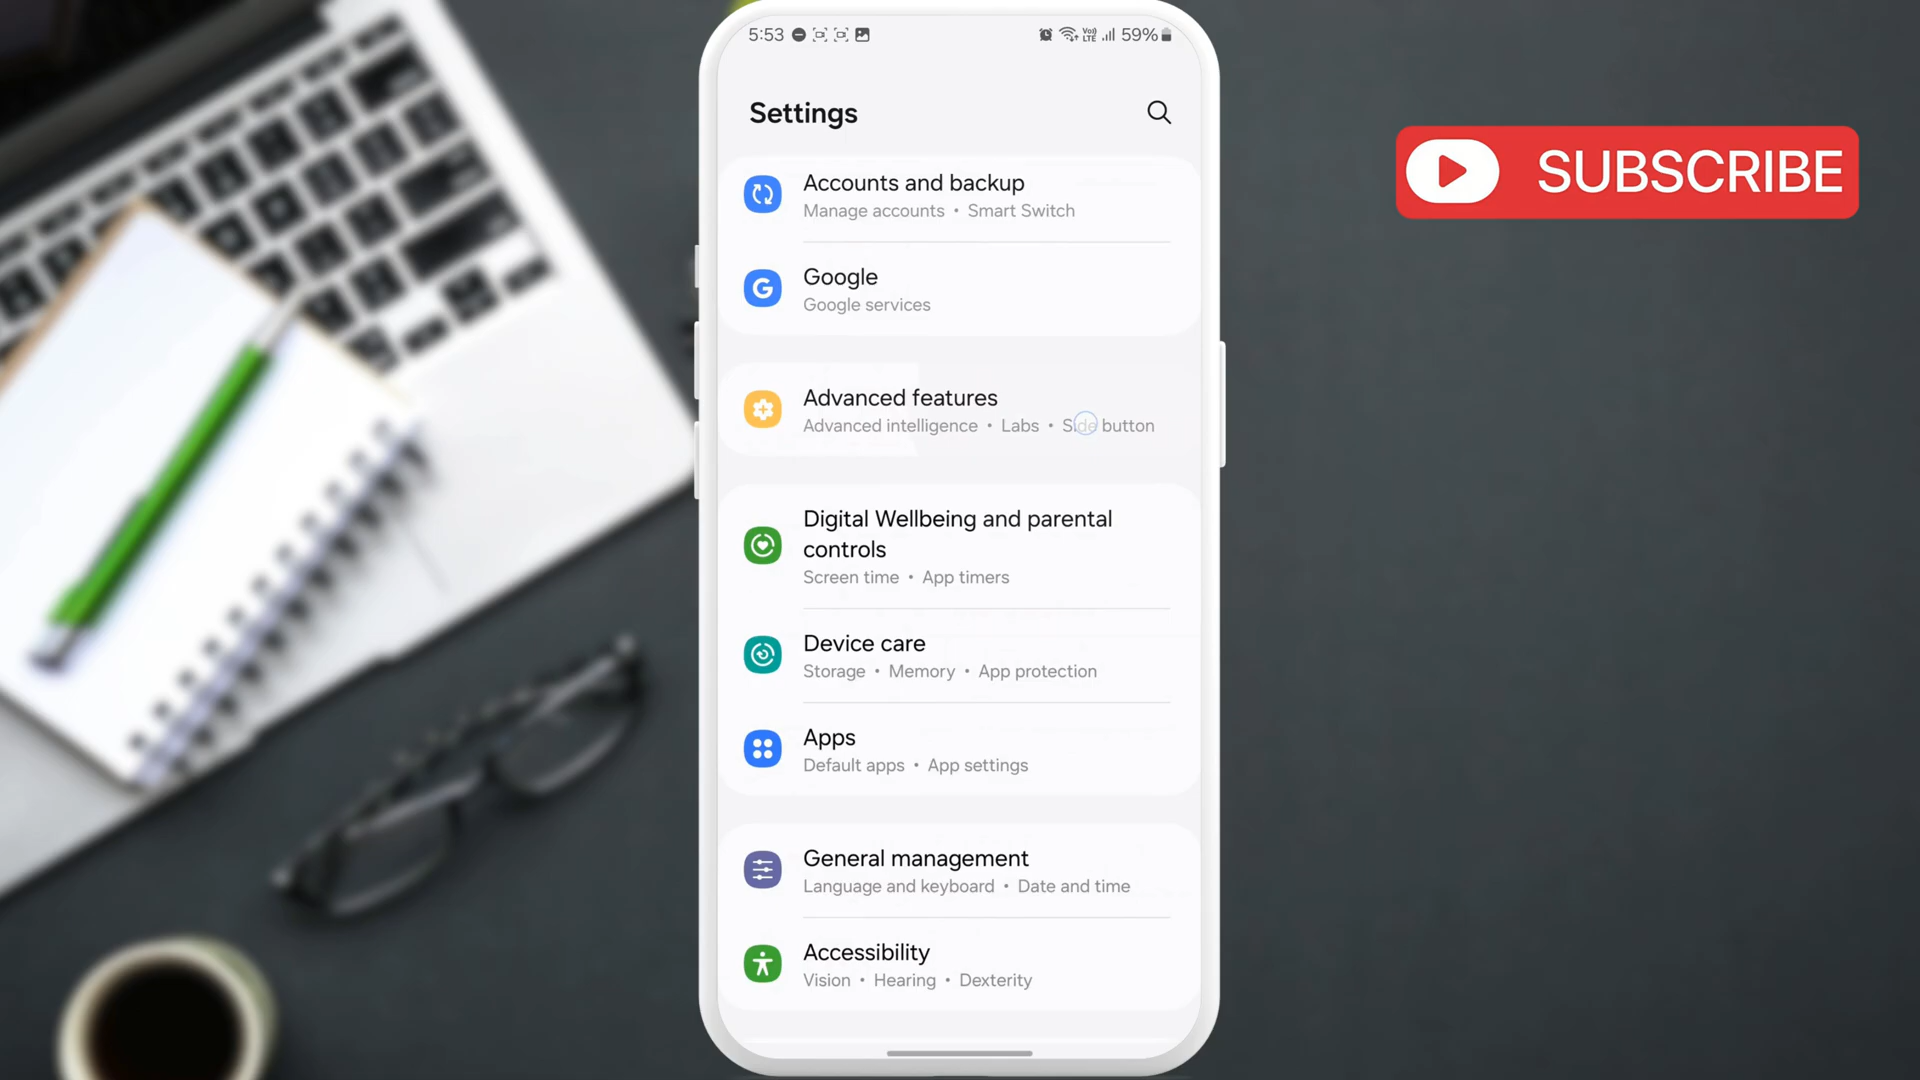 5:53
Vo)) LTE 59%
Settings
SUBSCRIBE
Accounts and backup
Manage accounts • Smart Switch
Google
Google services
Advanced features
Advanced intelligence • Labs • Side button
Digital Wellbeing and parental
controls
Screen time • App timers
Device care
Storage • Memory • App protection
Apps
Default apps • App settings
General management
Language and keyboard • Date and time
Accessibility
Vision • Hearing • Dexterity